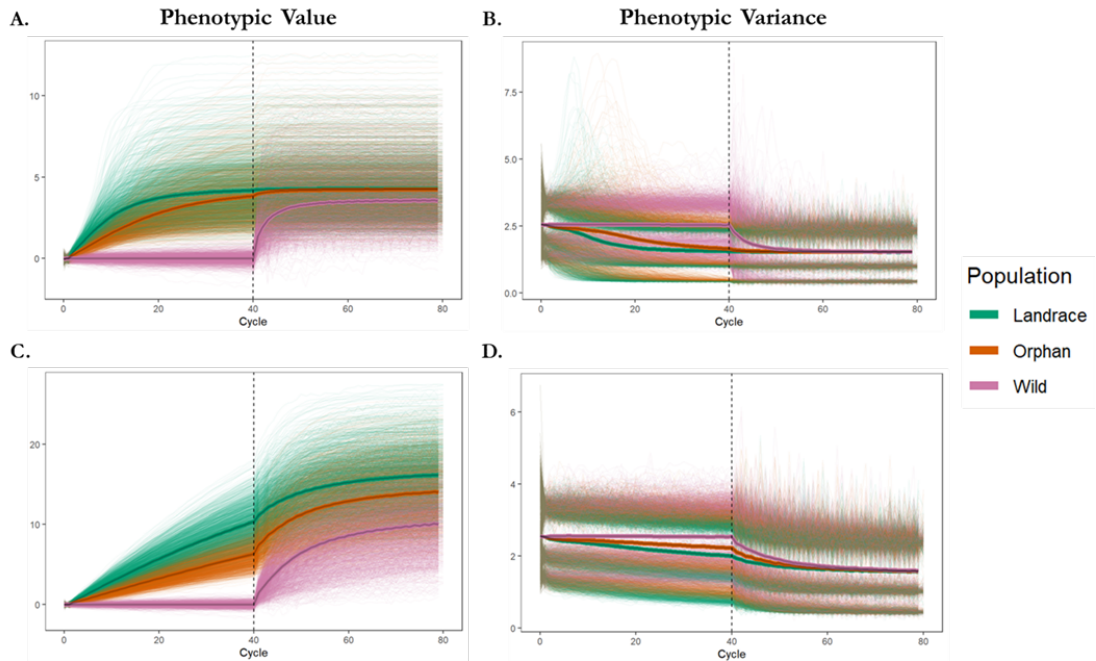 A. Phenotypic Value
B. Phenotypic Variance
10
5
0
0 20 40 60 80
Cycle
7.5
5.0
2.5
0.0
0 20 40 60 80
Cycle
Population
Landrace
Orphan
Wild
C.
D.
20
10
0
0 20 40 60 80
Cycle
6
4
2
0
0 20 40 60 80
Cycle